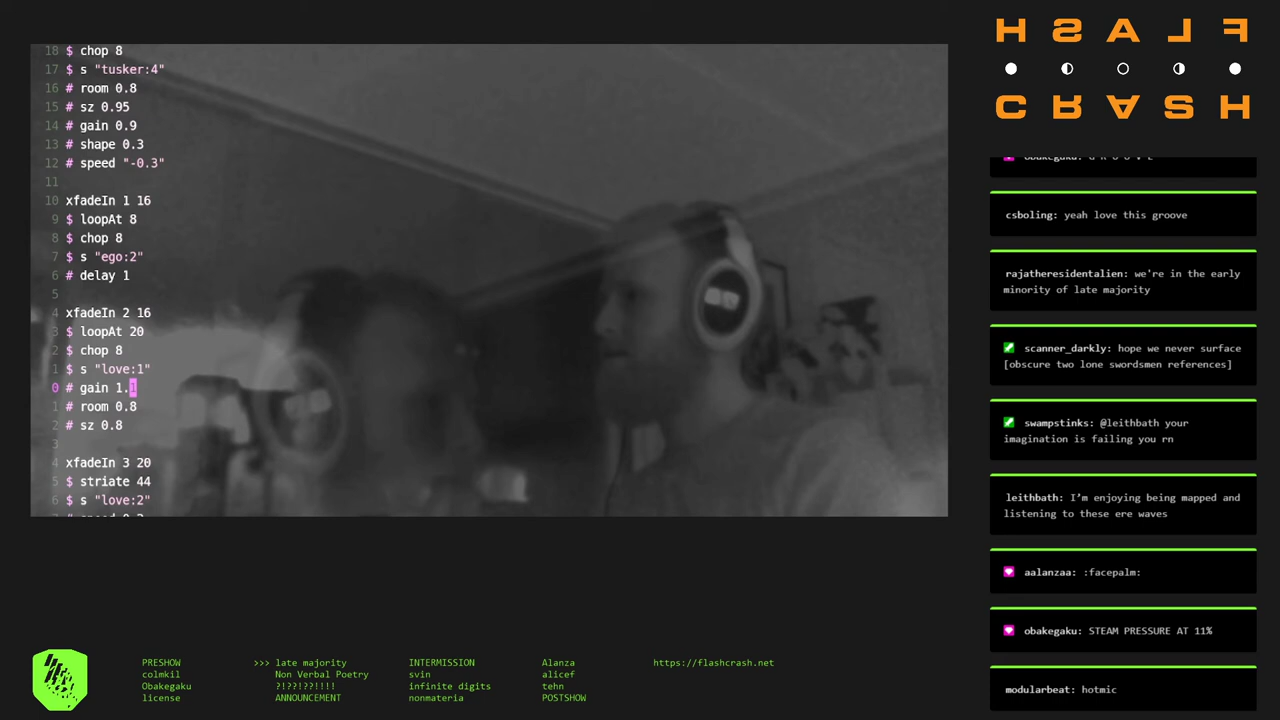 18 $ chop 8
17 $ s "tusker:4"
16 # room 0.8
15 # sz 0.95
14 # gain 0.9
13 # shape 0.3
12 # speed "-0.3"
11
10 xfadeIn 1 16
9 $ loopAt 8
8 $ chop 8
7 $ s "ego:2"
6 # delay 1
5
4 xfadeIn 2 16
3 $ loopAt 20
2 $ chop 8
1 $ s "love:1"
0 # gain 1.1
1 # room 0.8
2 # sz 0.8
3
4 xfadeIn 3 20
5 $ striate 44
6 $ s "love:2"
FLASH
CRASH
csboling: yeah love this groove
rajatheresidentalien: we're in the early
minority of late majority
scanner_darkly: hope we never surface
[obscure two lone swordsmen references]
swampstinks: @leithbath your
imagination is failing you rn
leithbath: I’m enjoying being mapped and
listening to these ere waves
aalanzaa: :facepalm:
obakegaku: STEAM PRESSURE AT 11%
modularbeat: hotmic
PRESHOW
colmkil
Obakegaku
license
>>> late majority
Non Verbal Poetry
?!??!??!!!!
ANNOUNCEMENT
INTERMISSION
svin
infinite digits
nonmateria
Alanza
alicef
tehn
POSTSHOW
https://flashcrash.net